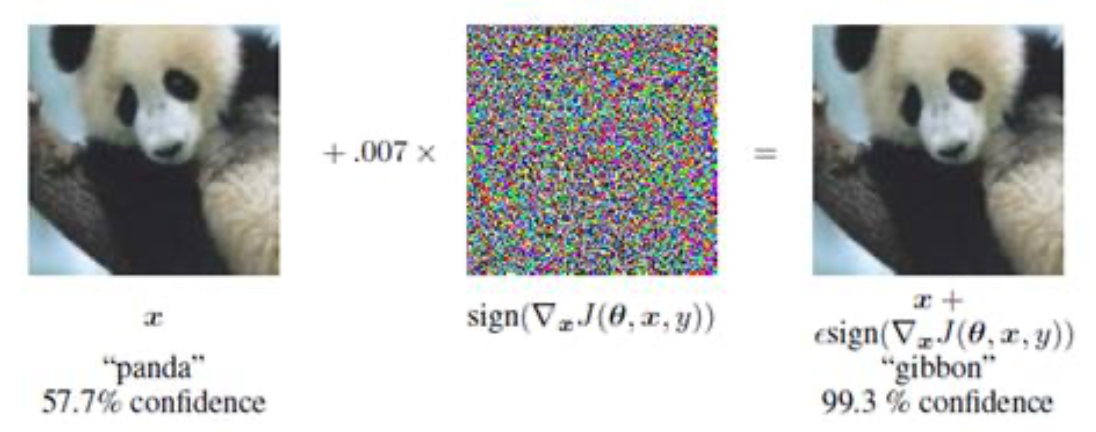 + .007 ×
=
x
“panda”
57.7% confidence
sign(∇ₓJ(θ, x, y))
x +
ϵsign(∇ₓJ(θ, x, y))
“gibbon”
99.3 % confidence